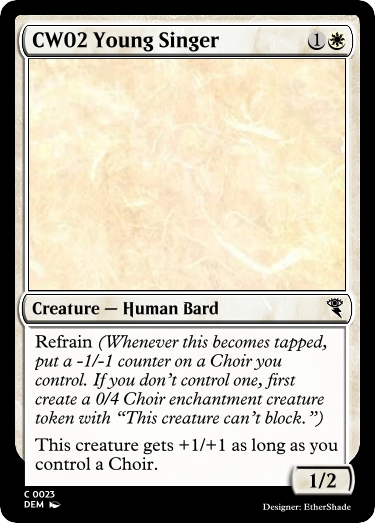 CW02 Young Singer 1
Creature — Human Bard
Refrain (Whenever this becomes tapped,
put a -1/-1 counter on a Choir you
control. If you don't control one, first
create a 0/4 Choir enchantment creature
token with “This creature can't block.”)
This creature gets +1/+1 as long as you
control a Choir.
1/2
C 0023
DEM
Designer: EtherShade